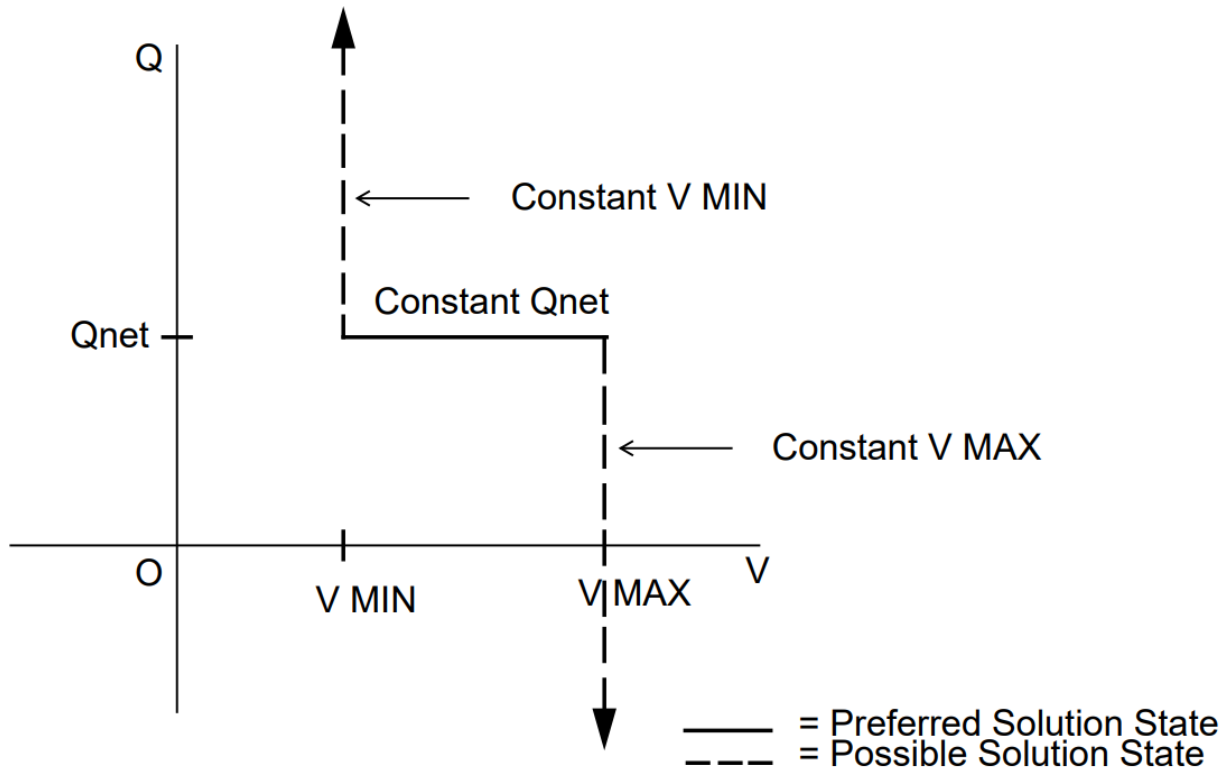 Q
Constant V MIN
Constant Qnet
Qnet
Constant V MAX
O
V MIN
V MAX
V
= Preferred Solution State
= Possible Solution State